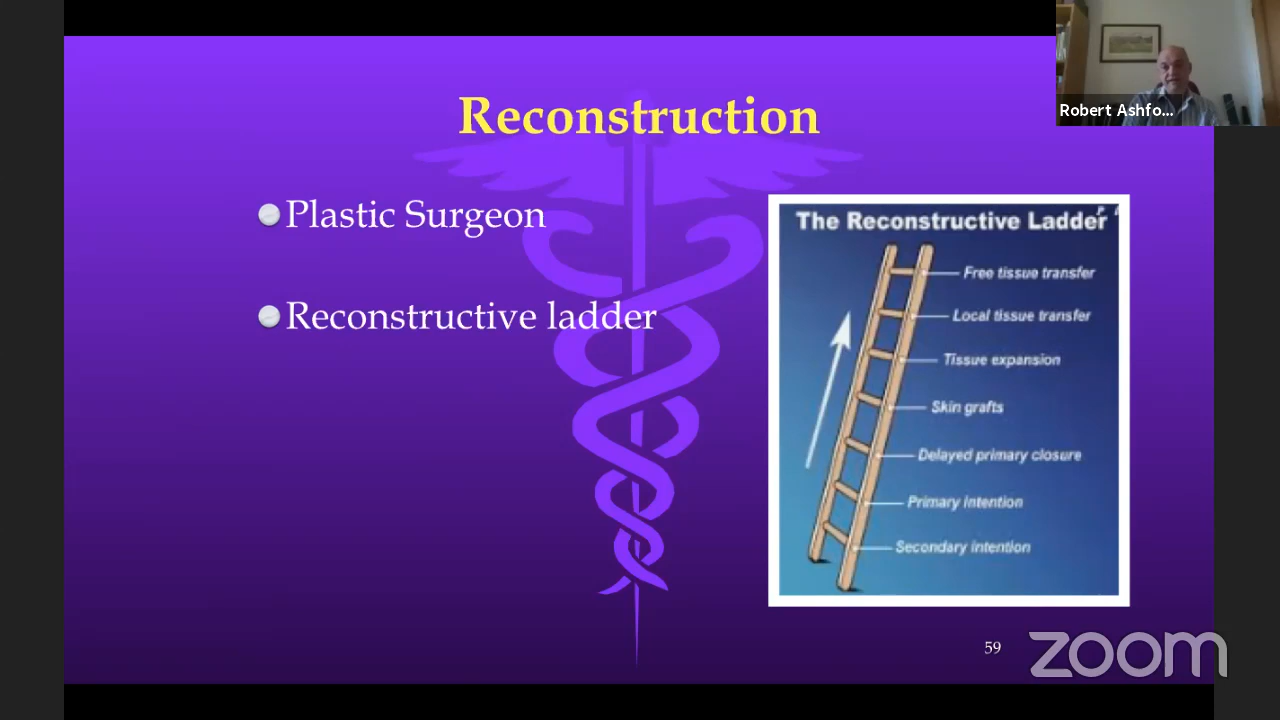 Reconstruction
Robert Ashfo...
Plastic Surgeon
Reconstructive ladder
The Reconstructive Ladder
Free tissue transfer
Local tissue transfer
Tissue expansion
Skin grafts
Delayed primary closure
Primary intention
Secondary intention
59
zoom